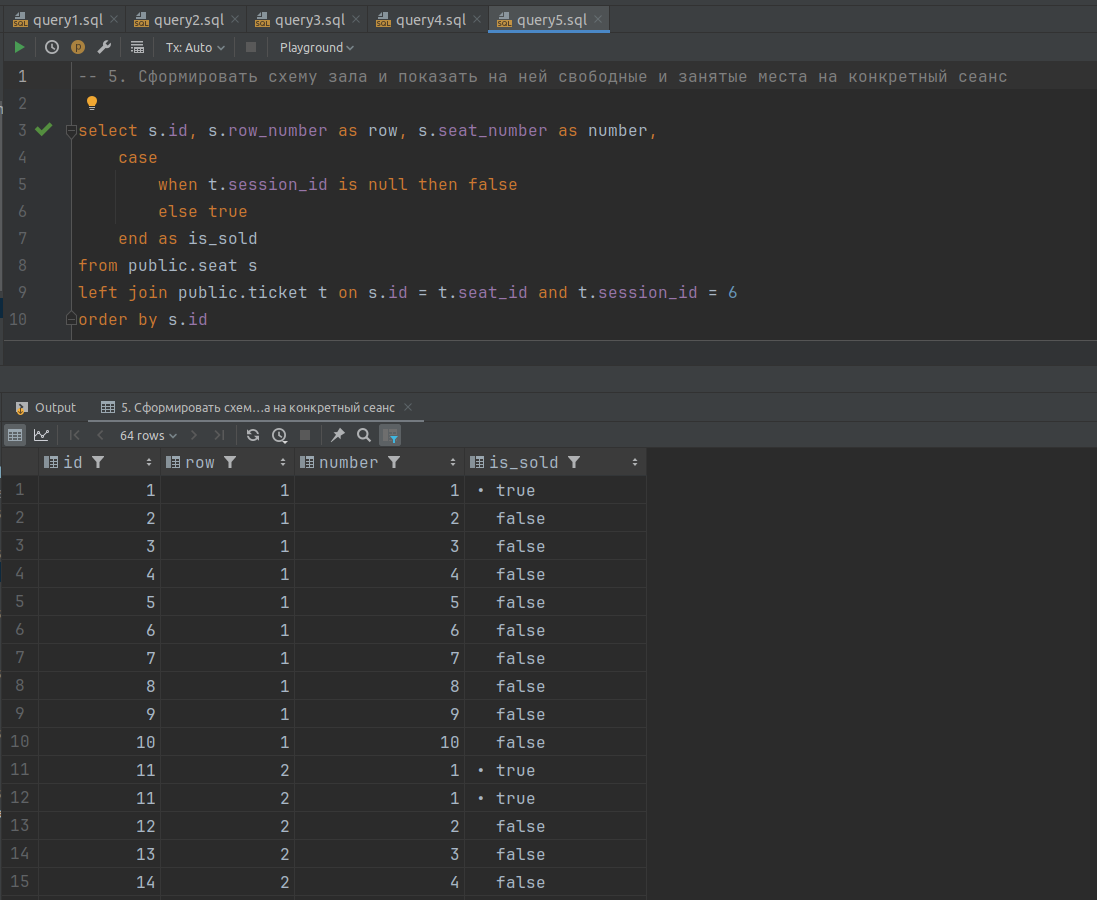 query1.sql query2.sql query3.sql query4.sql query5.sql
Tx: Auto Playground
1 -- 5. Сформировать схему зала и показать на ней свободные и занятые места на конкретный сеанс
2
3 select s.id, s.row_number as row, s.seat_number as number,
4 case
5 when t.session_id is null then false
6 else true
7 end as is_sold
8 from public.seat s
9 left join public.ticket t on s.id = t.seat_id and t.session_id = 6
10 order by s.id
Output 5. Сформировать схем...а на конкретный сеанс
64 rows
id row number is_sold
1 1 1 1 • true
2 2 1 2 false
3 3 1 3 false
4 4 1 4 false
5 5 1 5 false
6 6 1 6 false
7 7 1 7 false
8 8 1 8 false
9 9 1 9 false
10 10 1 10 false
11 11 2 1 • true
12 11 2 1 • true
13 12 2 2 false
14 13 2 3 false
15 14 2 4 false